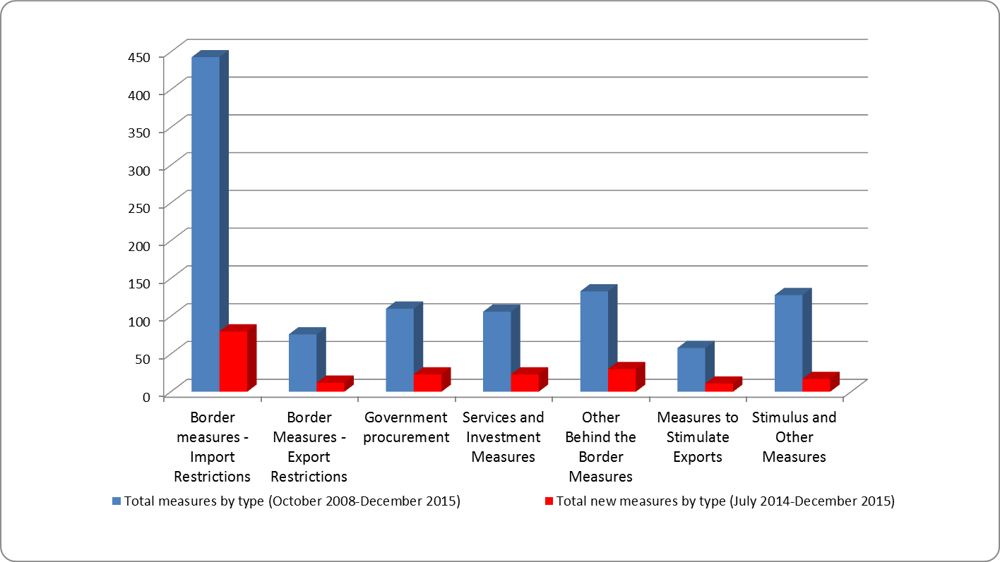 450
400
350
300
250
200
150
100
50
0
Border
measures -
Import
Restrictions
Border
Measures -
Export
Restrictions
Government
procurement
Services and
Investment
Measures
Other
Behind the
Border
Measures
Measures to
Stimulate
Exports
Stimulus and
Other
Measures
Total measures by type (October 2008-December 2015)
Total new measures by type (July 2014-December 2015)